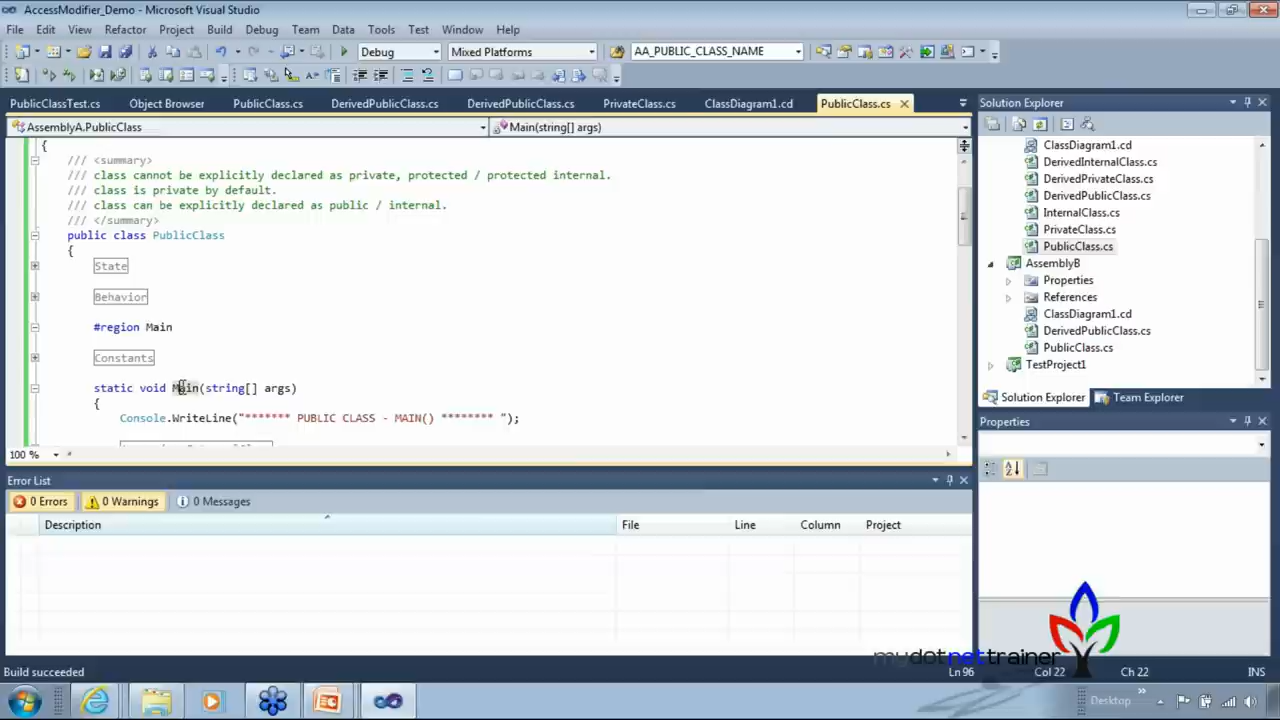 AccessModifier_Demo - Microsoft Visual Studio
File Edit View Refactor Project Build Debug Team Data Tools Test Window Help
Debug Mixed Platforms AA_PUBLIC_CLASS_NAME
PublicClassTest.cs Object Browser PublicClass.cs DerivedPublicClass.cs DerivedPublicClass.cs PrivateClass.cs ClassDiagram1.cd PublicClass.cs
AssemblyA.PublicClass Main(string[] args)
{
/// <summary>
/// class cannot be explicitly declared as private, protected / protected internal.
/// class is private by default.
/// class can be explicitly declared as public / internal.
/// </summary>
public class PublicClass
{
State
Behavior
#region Main
Constants
static void Main(string[] args)
{
Console.WriteLine("******* PUBLIC CLASS - MAIN() ******** ");
100 %
Solution Explorer
ClassDiagram1.cd
DerivedInternalClass.cs
DerivedPrivateClass.cs
DerivedPublicClass.cs
InternalClass.cs
PrivateClass.cs
PublicClass.cs
AssemblyB
Properties
References
ClassDiagram1.cd
DerivedPublicClass.cs
PublicClass.cs
TestProject1
Solution Explorer Team Explorer
Properties
Error List
0 Errors 0 Warnings 0 Messages
Description File Line Column Project
mydotnettrainer
Build succeeded Ln 96 Col 22 Ch 22 INS
Desktop